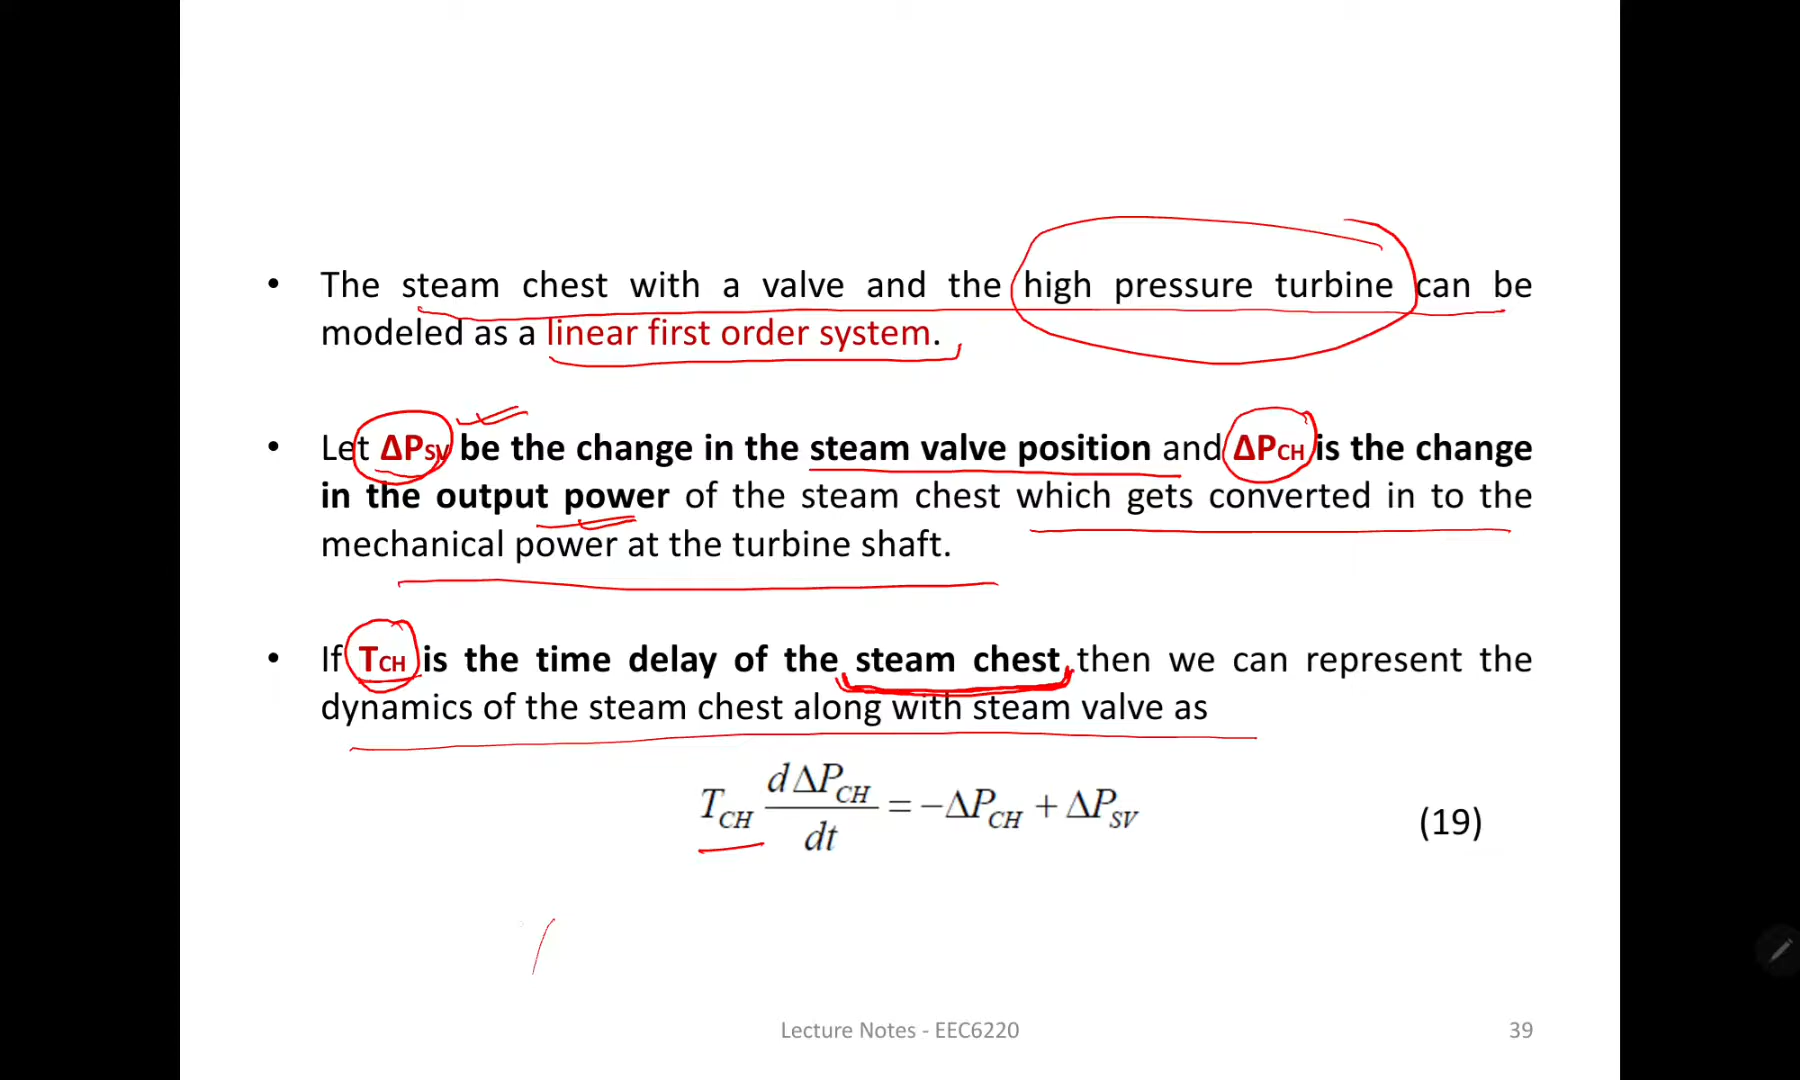 • The steam chest with a valve and the high pressure turbine can be
modeled as a linear first order system.
• Let ΔPSV be the change in the steam valve position and ΔPCH is the change
in the output power of the steam chest which gets converted in to the
mechanical power at the turbine shaft.
• If TCH is the time delay of the steam chest then we can represent the
dynamics of the steam chest along with steam valve as
T_CH dΔP_CH/dt = −ΔP_CH + ΔP_SV (19)
Lecture Notes - EEC6220 39